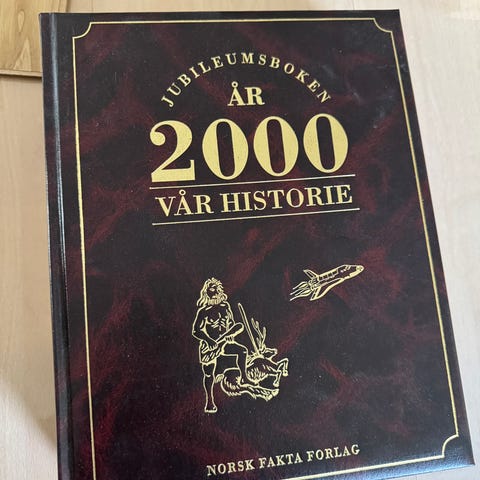 JUBILEUMSBOKEN
ÅR
2000
VÅR HISTORIE
NORSK FAKTA FORLAG